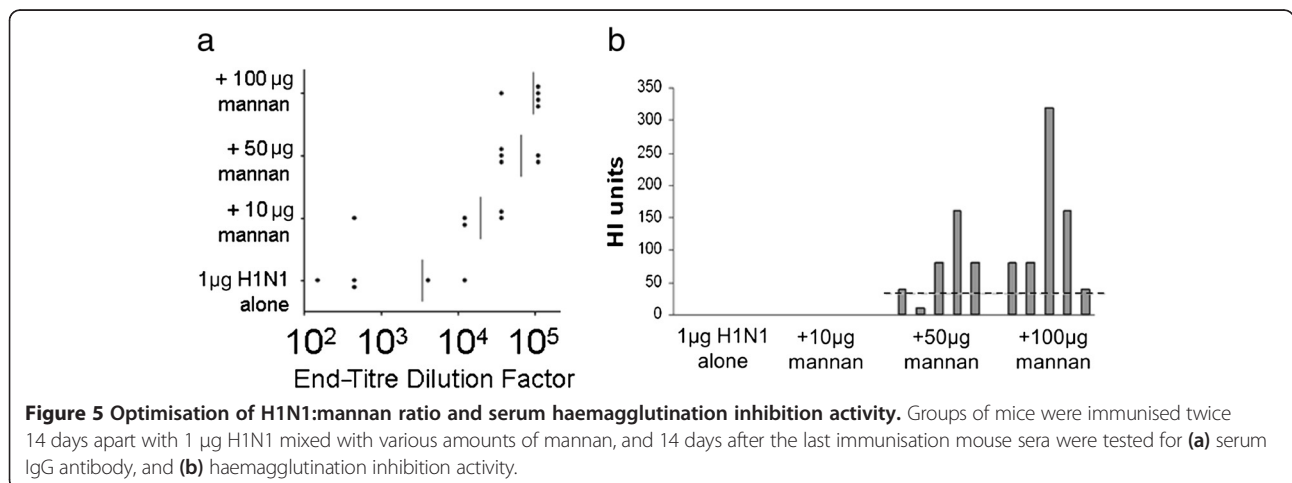 a
+ 100 µg
mannan
+ 50 µg
mannan
+ 10 µg
mannan
1µg H1N1
alone
10² 10³ 10⁴ 10⁵
End–Titre Dilution Factor
b
HI units
350
300
250
200
150
100
50
0
1µg H1N1
alone
+10µg
mannan
+50µg
mannan
+100µg
mannan
Figure 5 Optimisation of H1N1:mannan ratio and serum haemagglutination inhibition activity. Groups of mice were immunised twice
14 days apart with 1 µg H1N1 mixed with various amounts of mannan, and 14 days after the last immunisation mouse sera were tested for (a) serum
IgG antibody, and (b) haemagglutination inhibition activity.